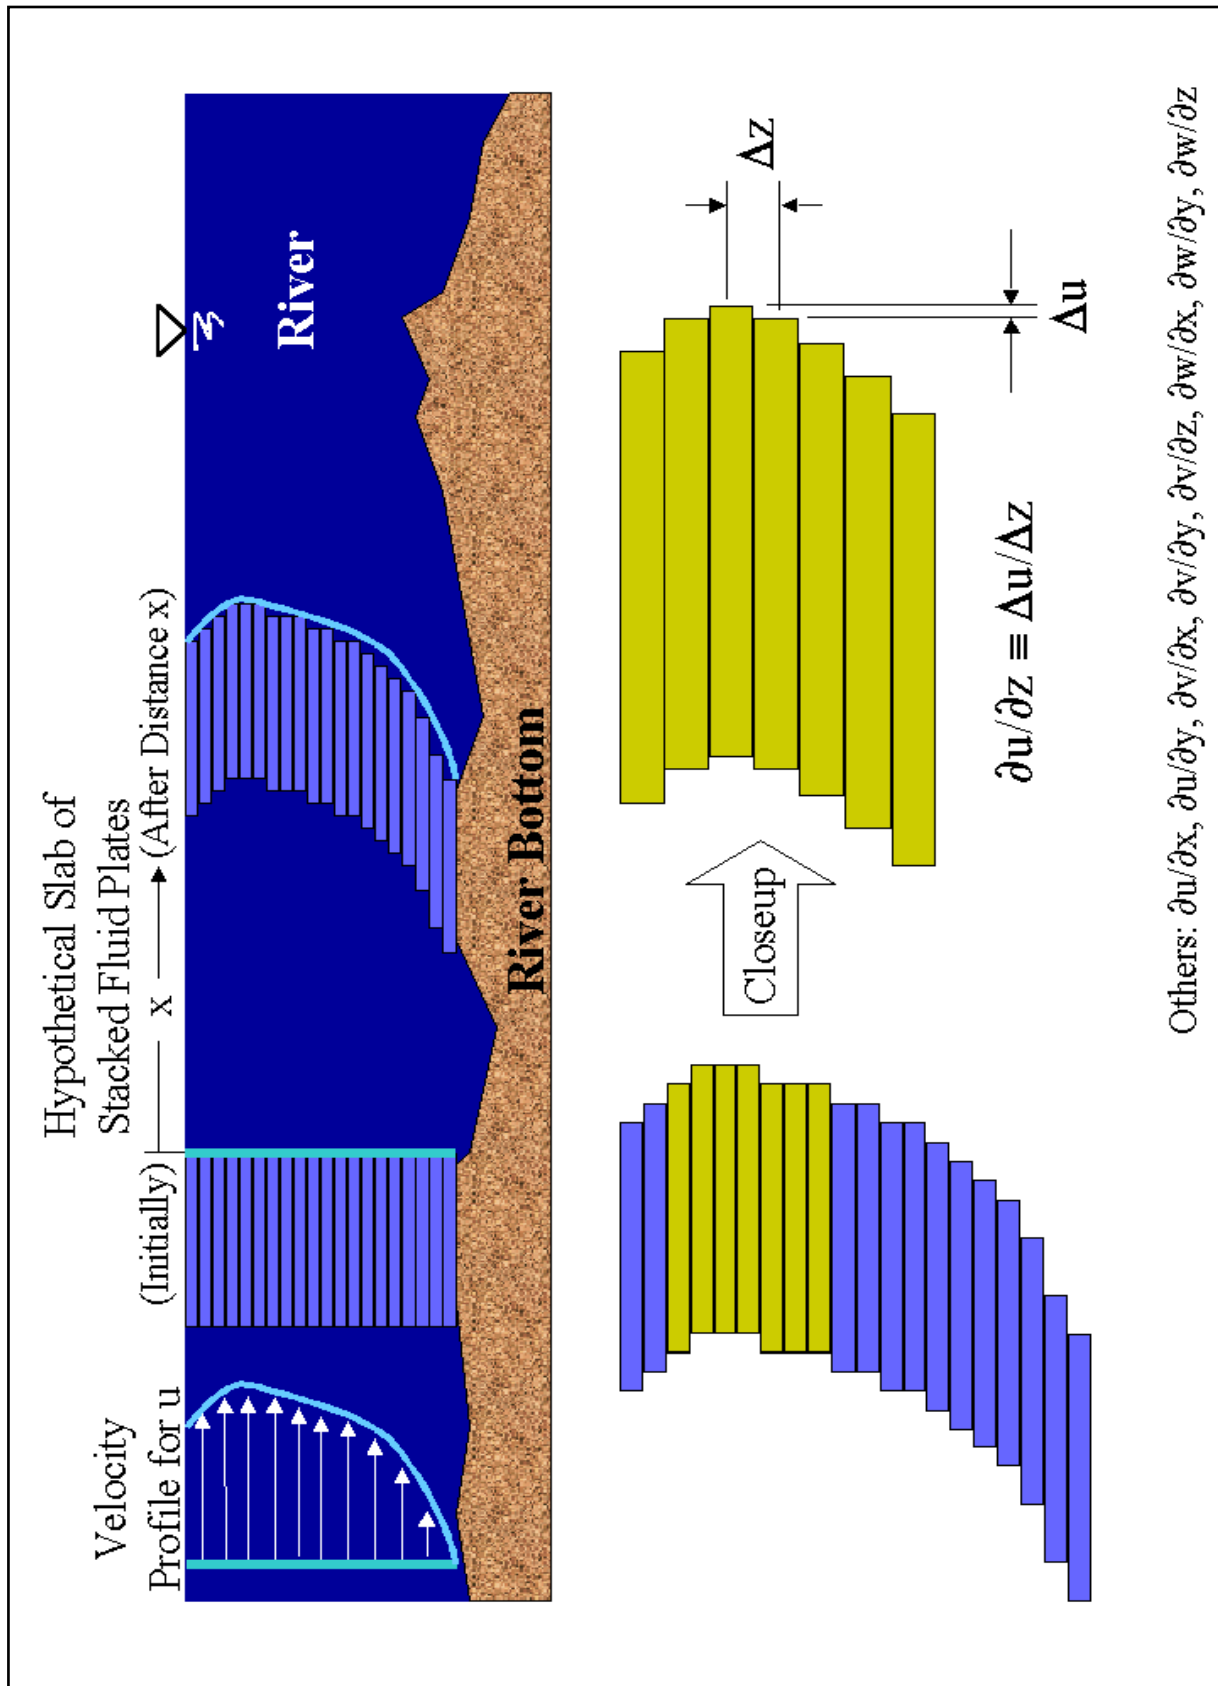 Hypothetical Slab of
Stacked Fluid Plates
Velocity
Profile for u
(Initially)
x
(After Distance x)
River
River Bottom
Closeup
Δz
Δu
∂u/∂z ≡ Δu/Δz
Others: ∂u/∂x, ∂u/∂y, ∂v/∂x, ∂v/∂y, ∂v/∂z, ∂w/∂x, ∂w/∂y, ∂w/∂z